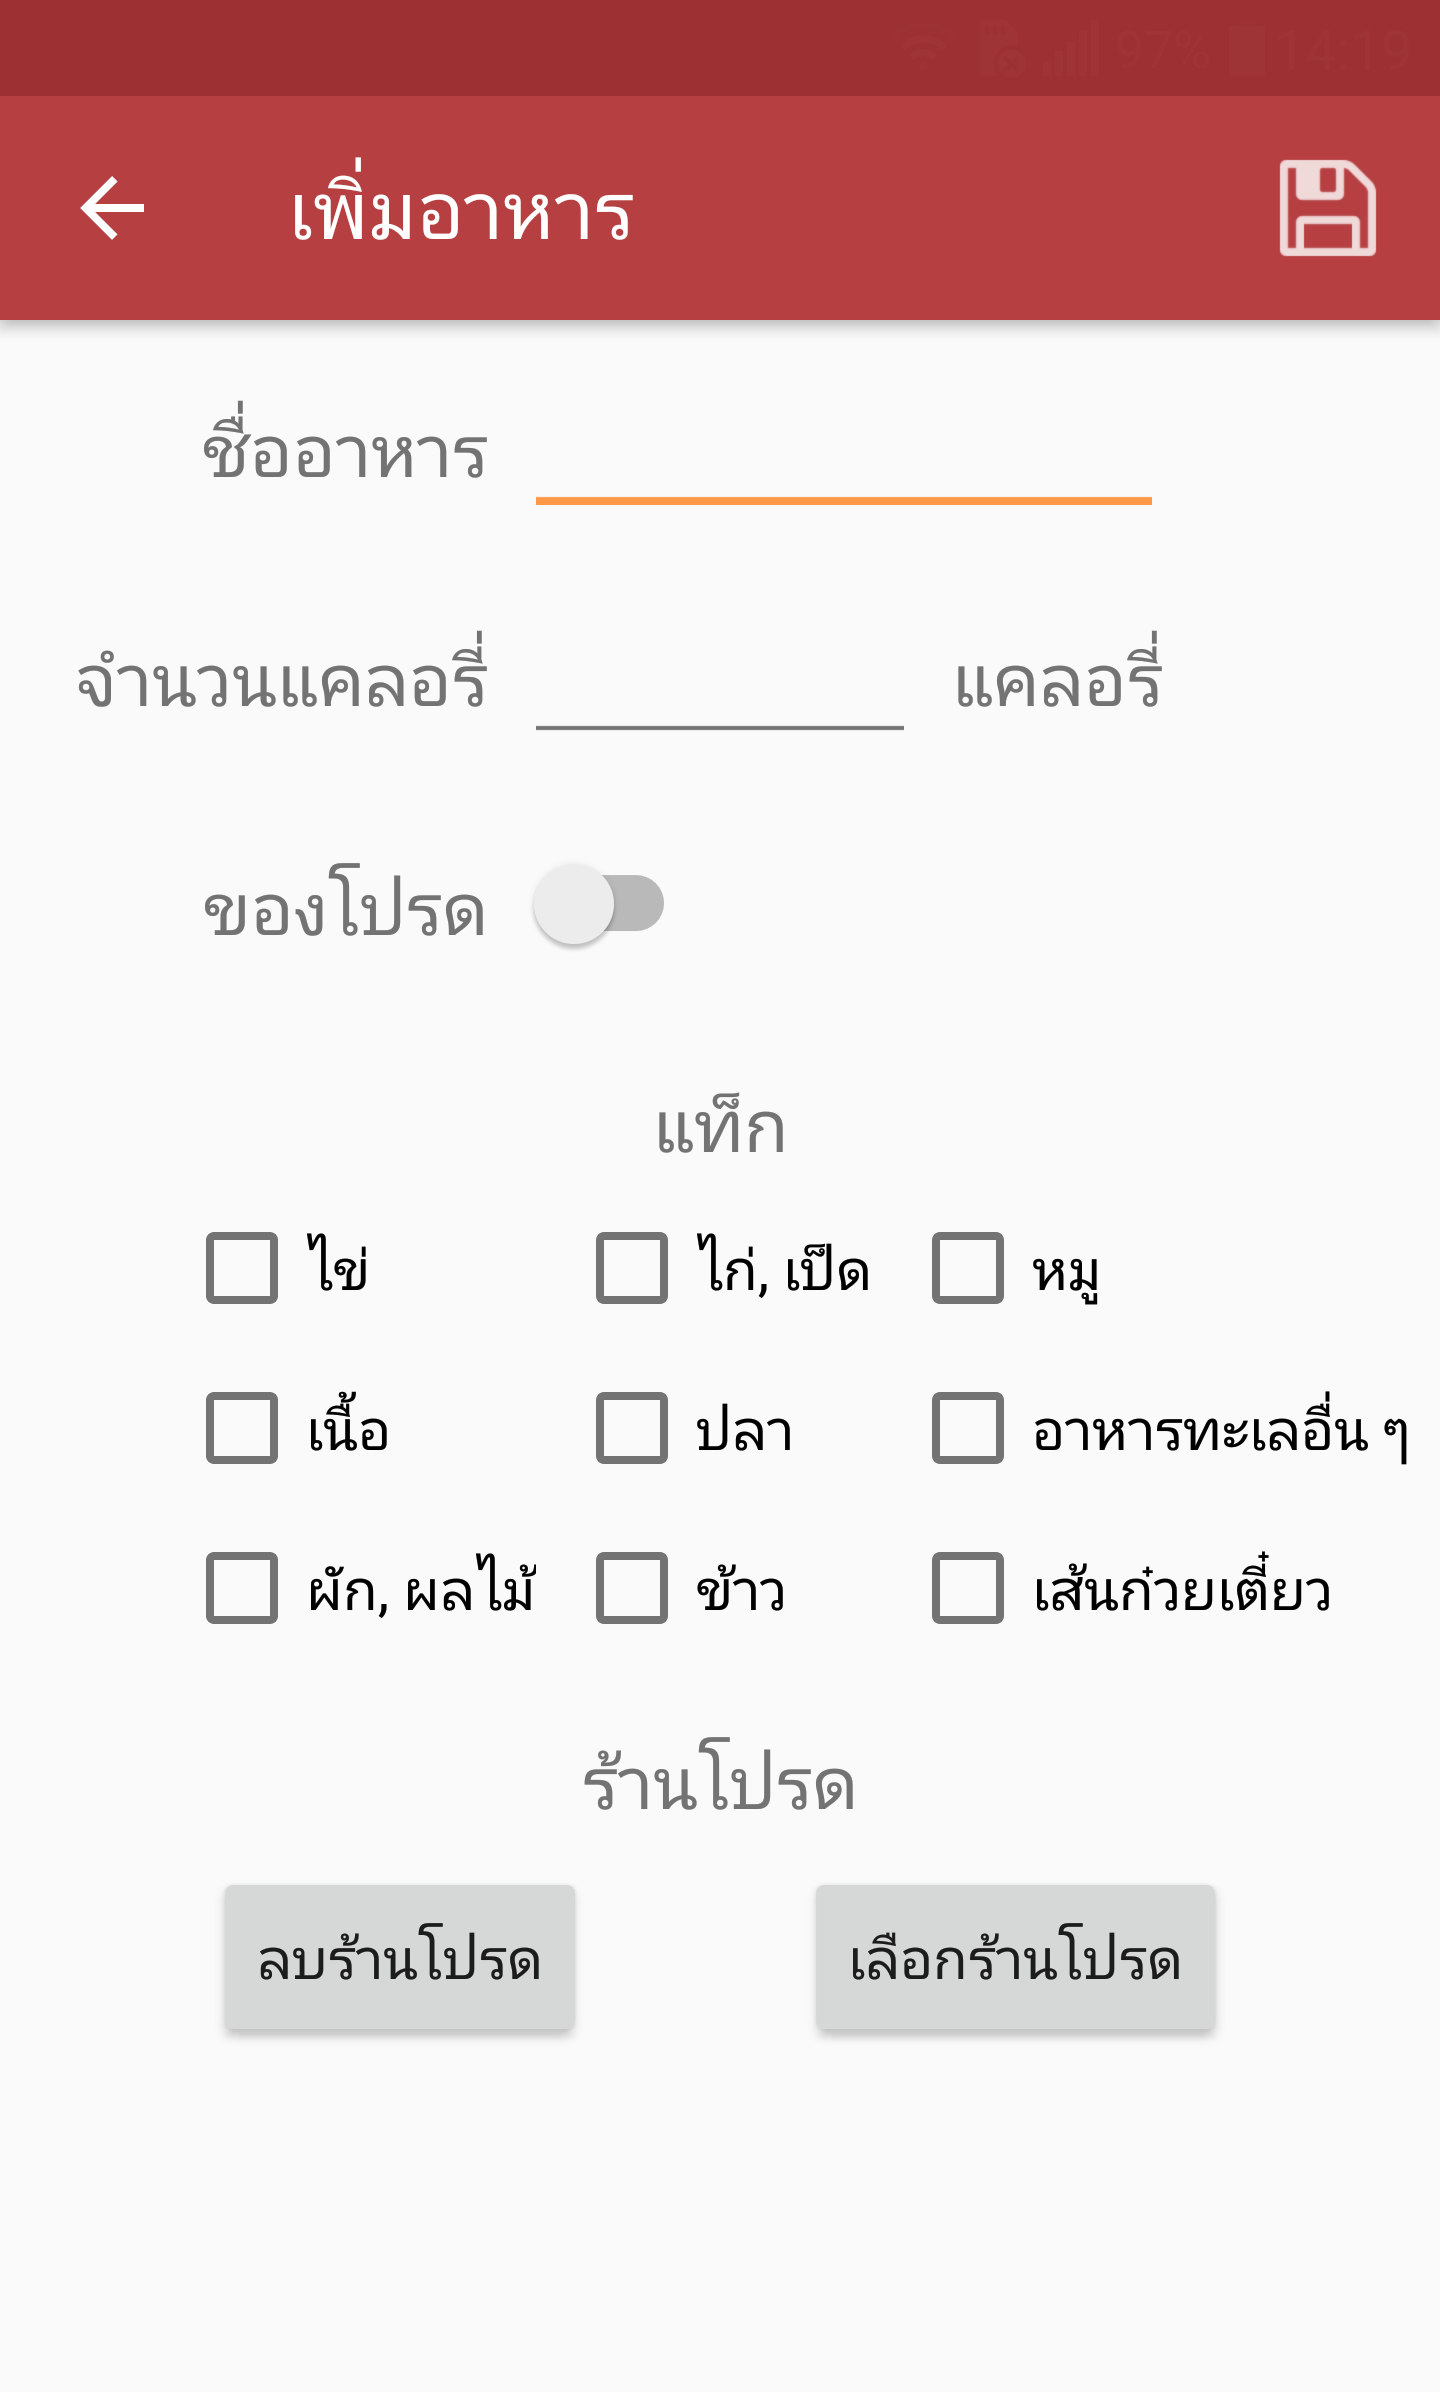 97% 14:19
เพิ่มอาหาร
ชื่ออาหาร
จำนวนแคลอรี่ แคลอรี่
ของโปรด
แท็ก
ไข่ ไก่, เป็ด หมู
เนื้อ ปลา อาหารทะเลอื่น ๆ
ผัก, ผลไม้ ข้าว เส้นก๋วยเตี๋ยว
ร้านโปรด
ลบร้านโปรด เลือกร้านโปรด